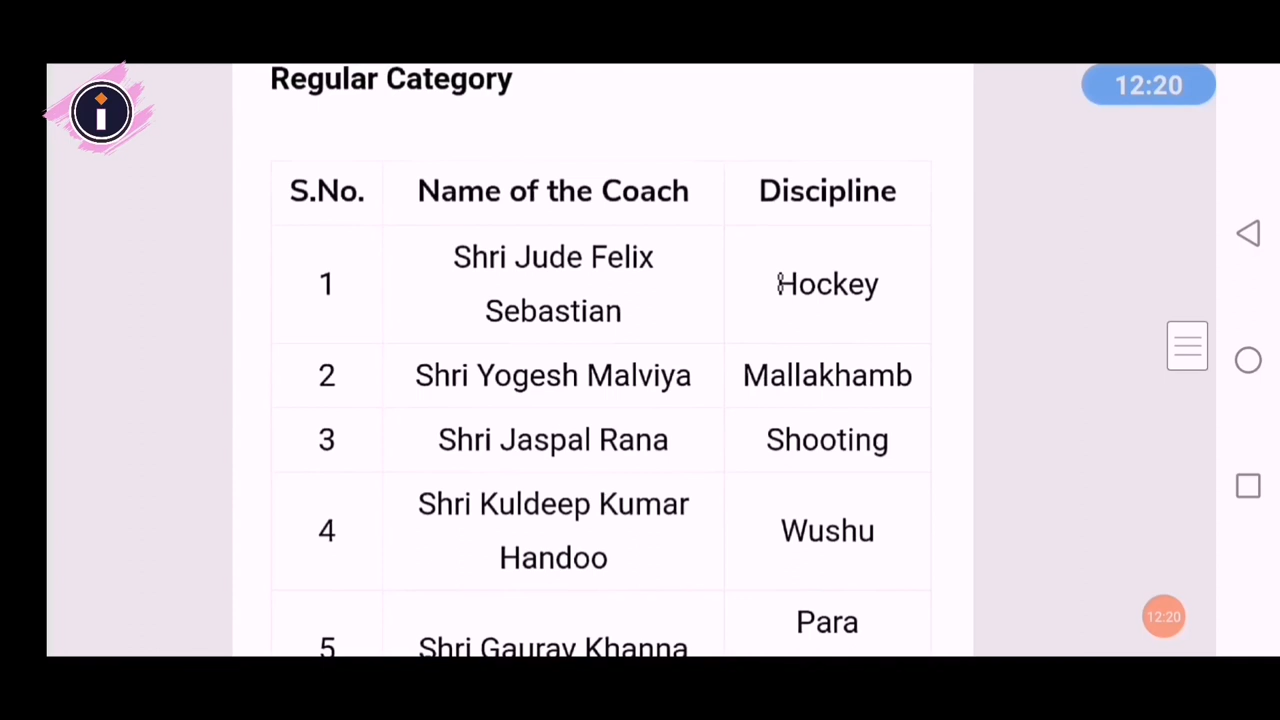 Regular Category
12:20
S.No. Name of the Coach Discipline
1 Shri Jude Felix Sebastian Hockey
2 Shri Yogesh Malviya Mallakhamb
3 Shri Jaspal Rana Shooting
4 Shri Kuldeep Kumar Handoo Wushu
5 Shri Gaurav Khanna Para
12:20